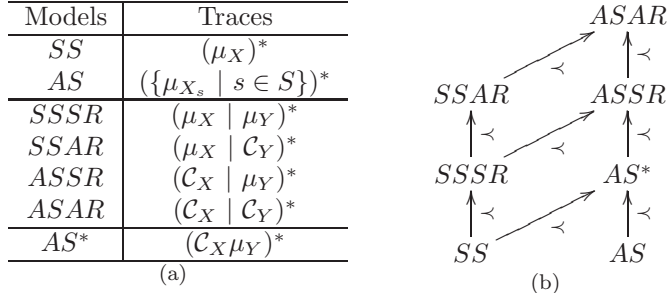 Models Traces
SS (μ_X)*
AS ({μ_{X_s} | s ∈ S})*
SSSR (μ_X | μ_Y)*
SSAR (μ_X | 𝒞_Y)*
ASSR (𝒞_X | μ_Y)*
ASAR (𝒞_X | 𝒞_Y)*
AS* (𝒞_X μ_Y)*
(a)
ASAR
≺ ≺
SSAR ASSR
≺ ≺ ≺
SSSR AS*
≺ ≺ ≺
SS AS
(b)